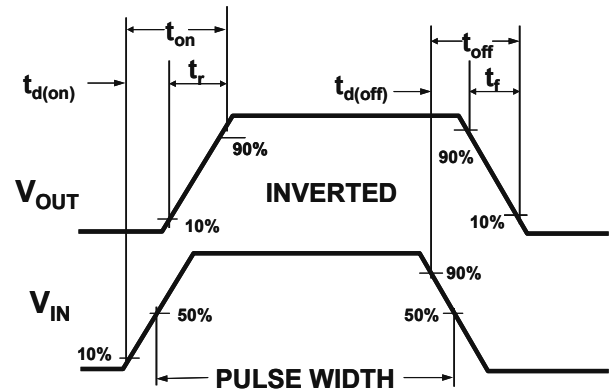 t_on
t_off
t_d(on)
t_r
t_d(off)
t_f
90%
90%
V_OUT
INVERTED
10%
10%
V_IN
90%
50%
50%
10%
PULSE WIDTH